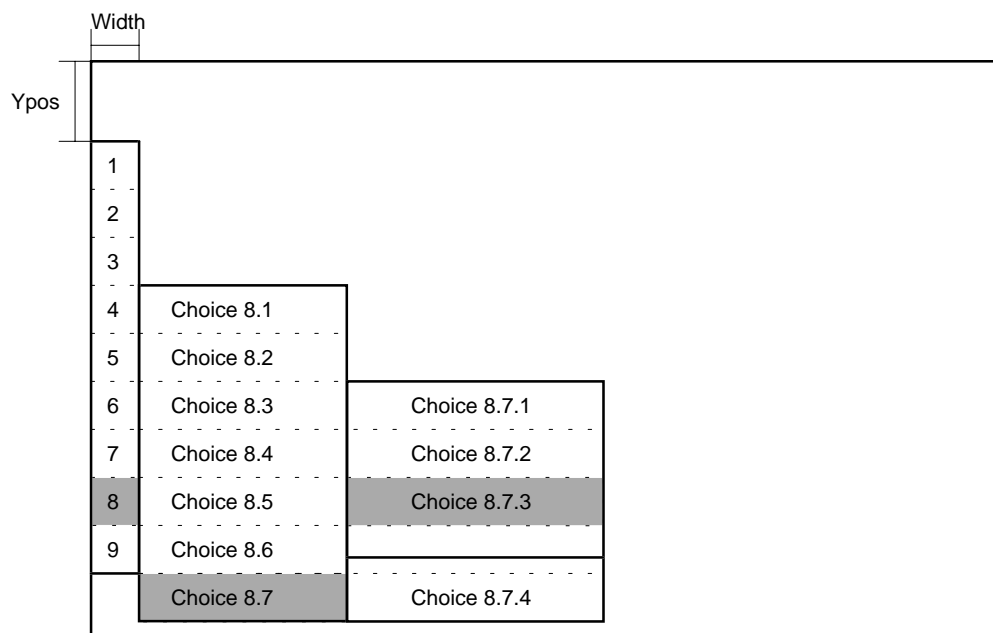 Width
Ypos
1
2
3
4 Choice 8.1
5 Choice 8.2
6 Choice 8.3 Choice 8.7.1
7 Choice 8.4 Choice 8.7.2
8 Choice 8.5 Choice 8.7.3
9 Choice 8.6
Choice 8.7 Choice 8.7.4